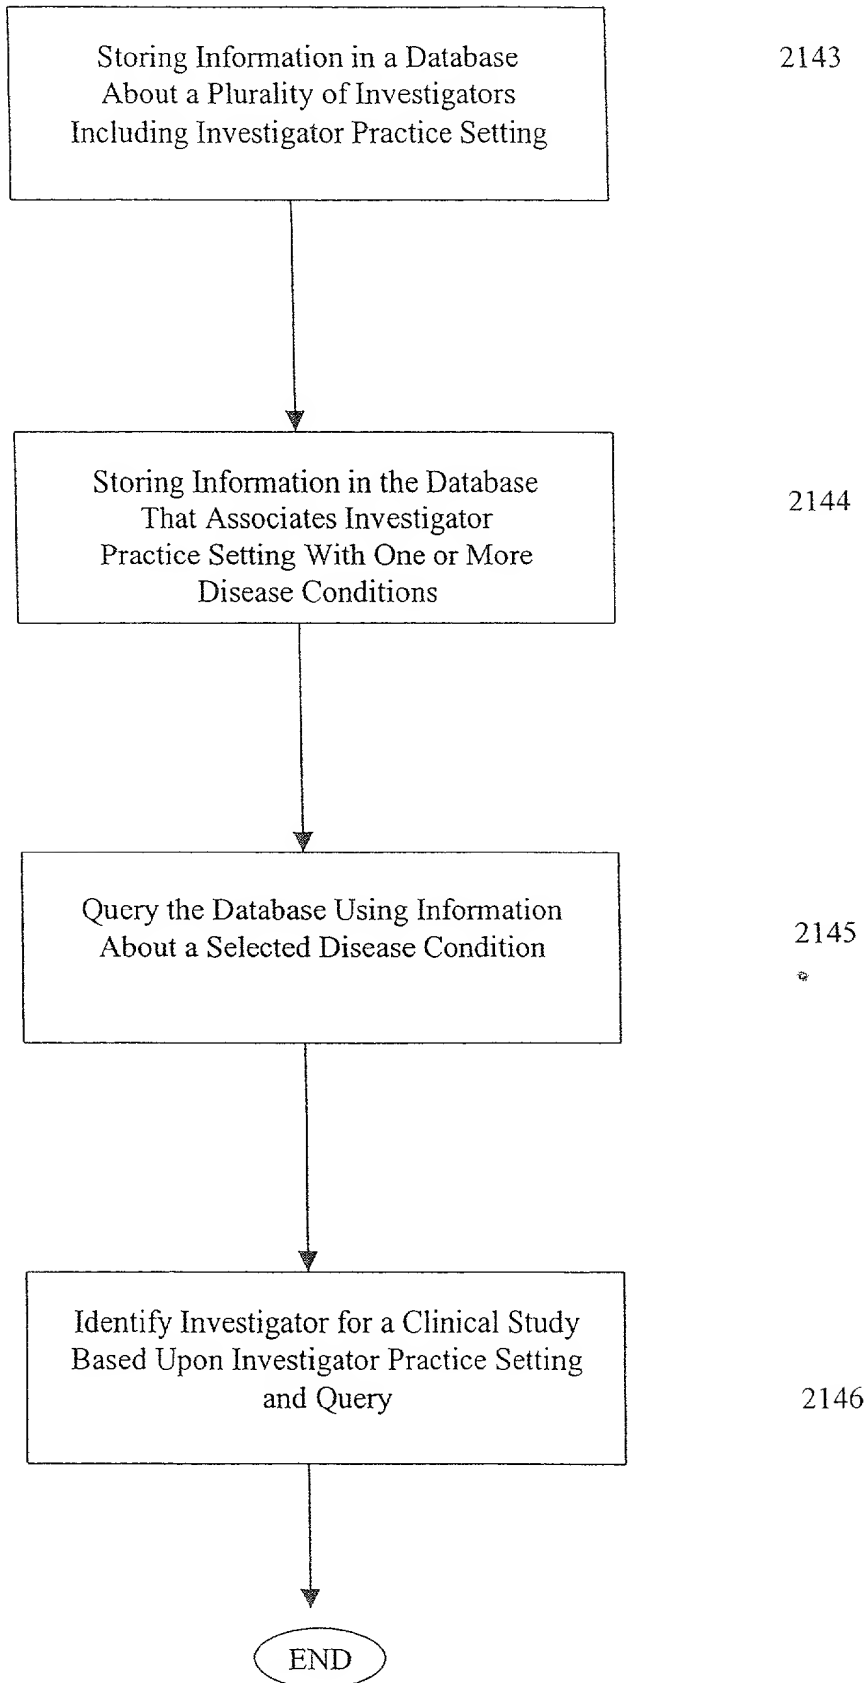 Storing Information in a Database
About a Plurality of Investigators
Including Investigator Practice Setting
2143
Storing Information in the Database
That Associates Investigator
Practice Setting With One or More
Disease Conditions
2144
Query the Database Using Information
About a Selected Disease Condition
2145
Identify Investigator for a Clinical Study
Based Upon Investigator Practice Setting
and Query
2146
END